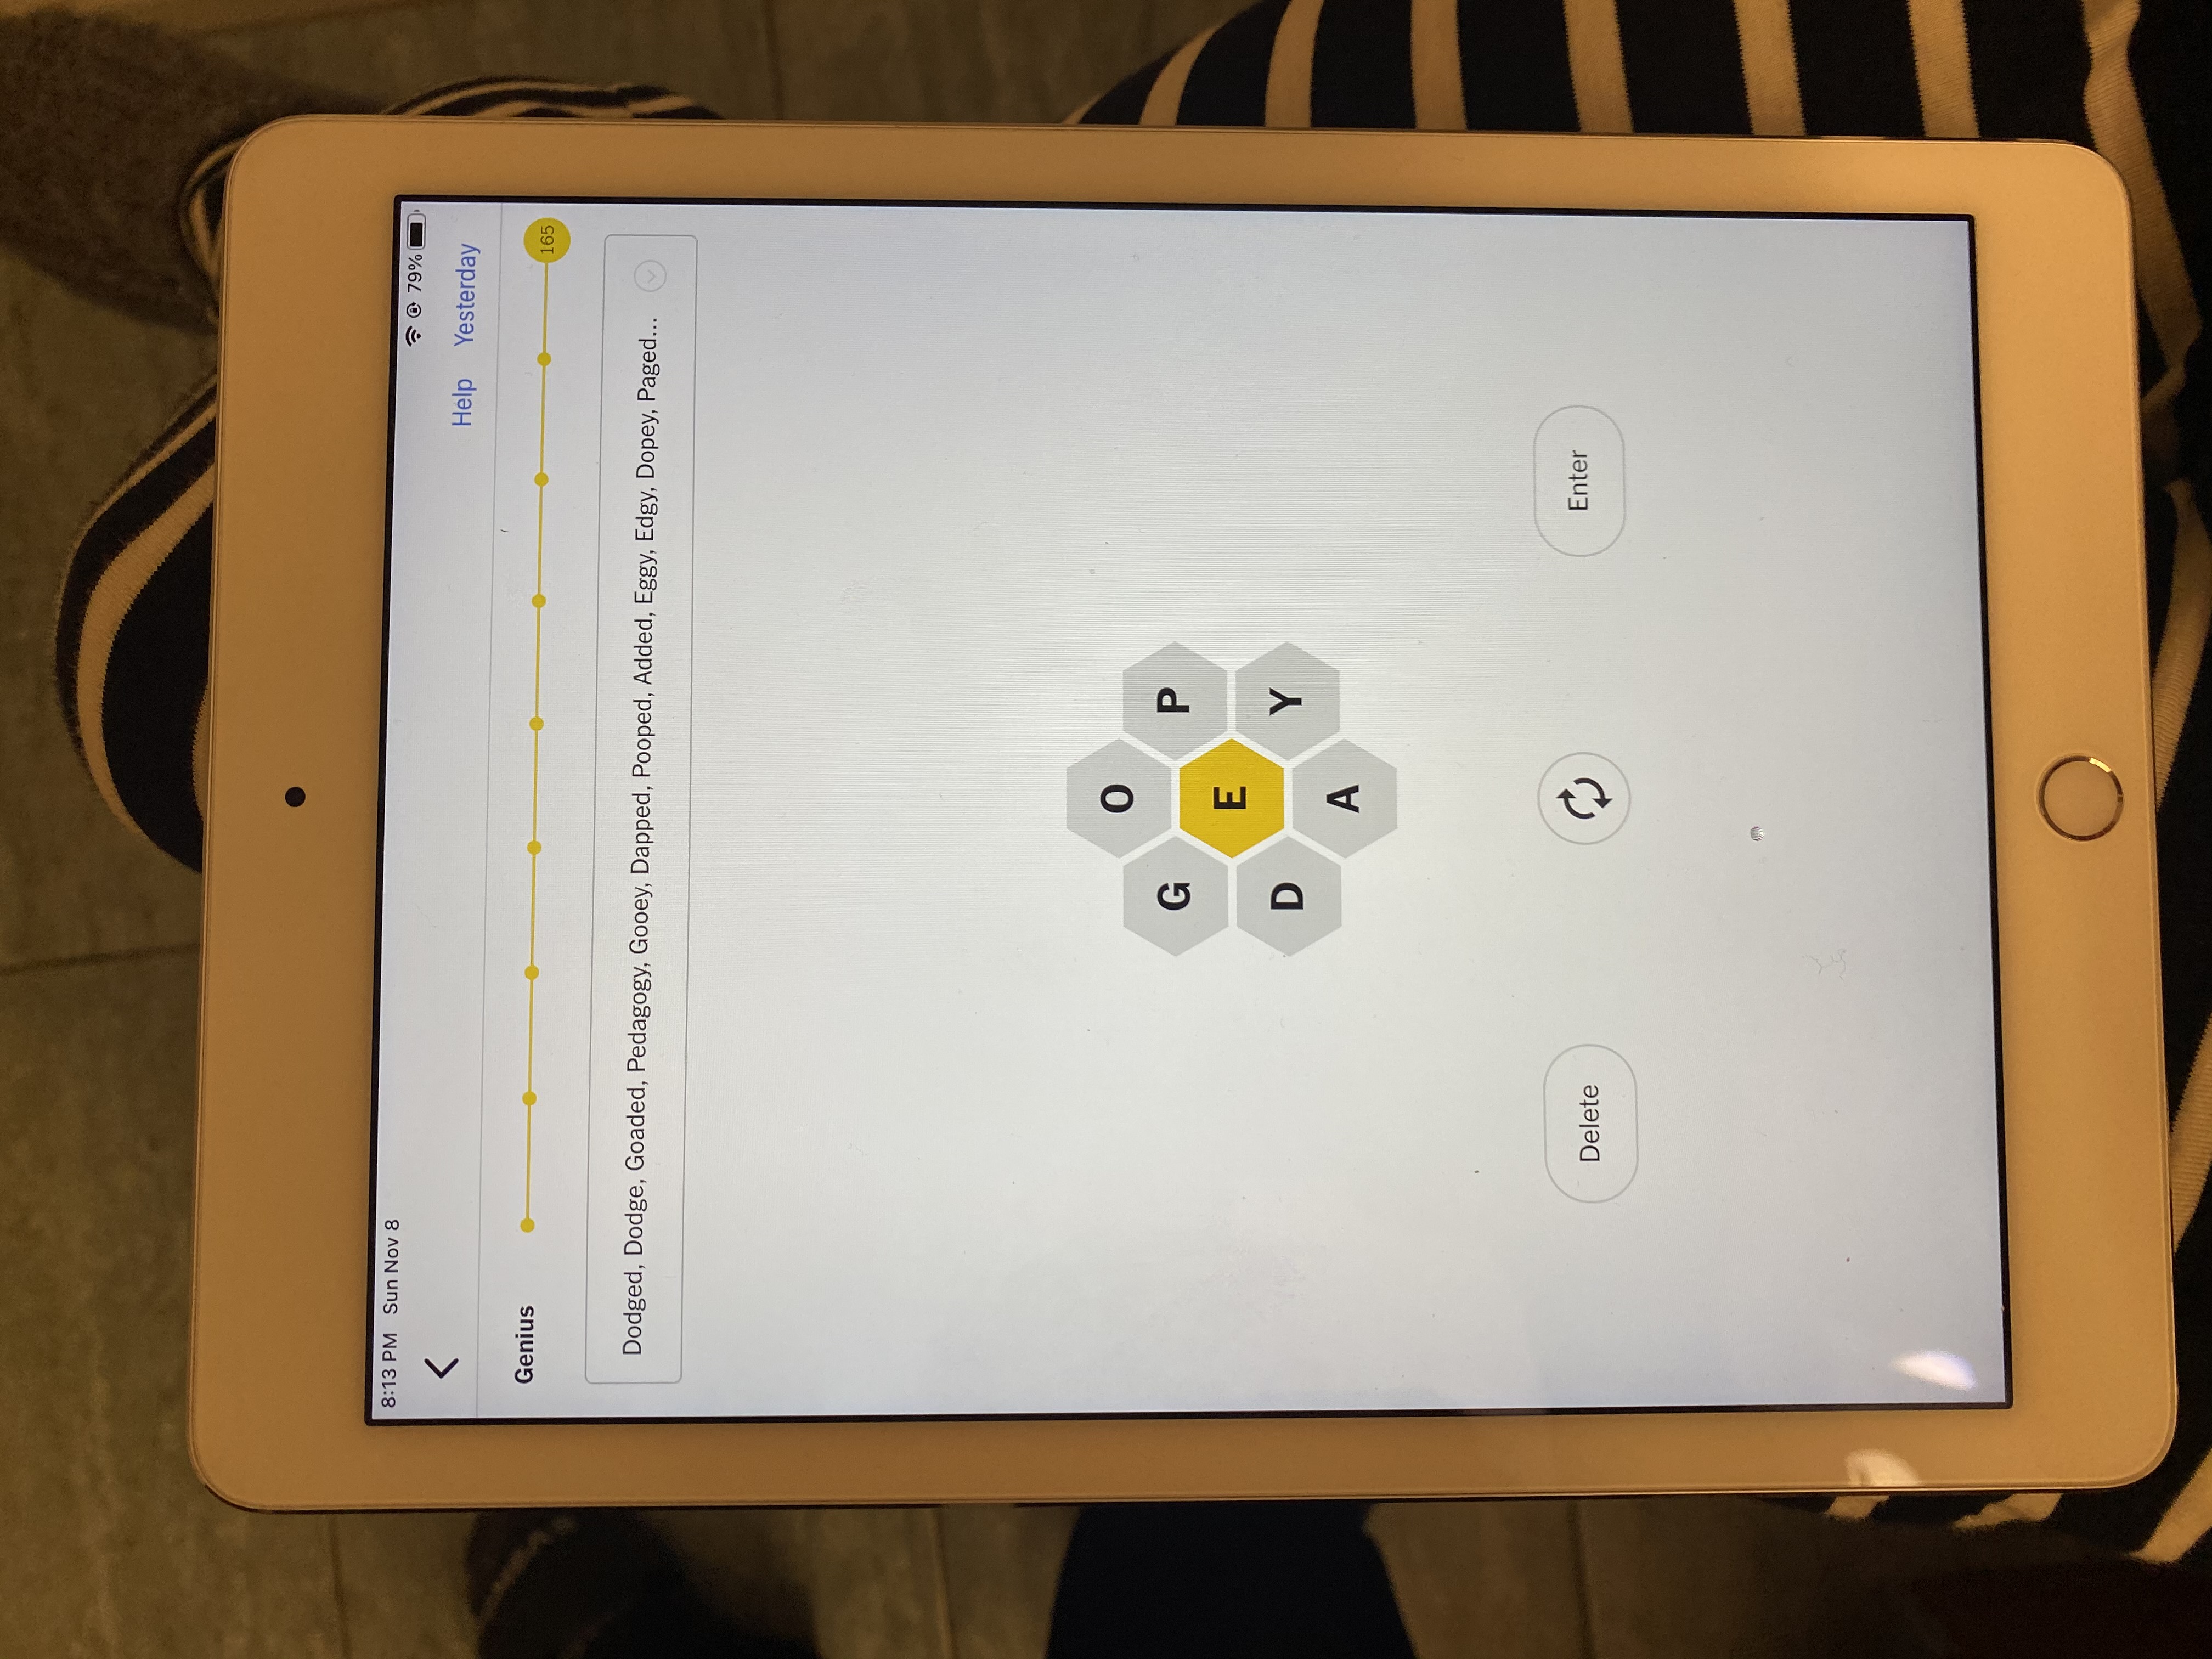 8:13 PM Sun Nov 8
79%
Help Yesterday
Genius
165
Dodged, Dodge, Goaded, Pedagogy, Gooey, Dapped, Pooped, Added, Eggy, Edgy, Dopey, Paged...
O
G P
E
D Y
A
Delete Enter